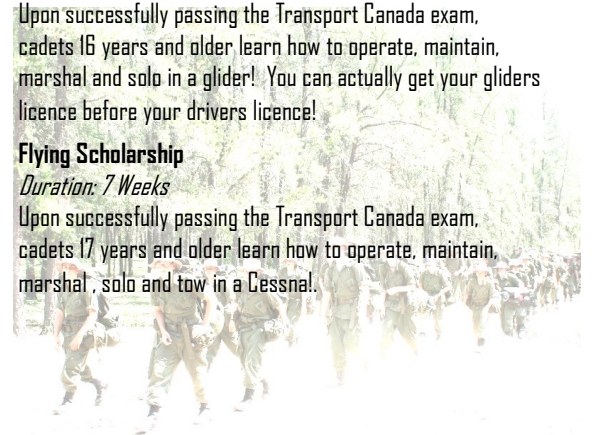 Upon successfully passing the Transport Canada exam,
cadets 16 years and older learn how to operate, maintain,
marshal and solo in a glider!  You can actually get your gliders
licence before your drivers licence!
Flying Scholarship
Duration: 7 Weeks
Upon successfully passing the Transport Canada exam,
cadets 17 years and older learn how to operate, maintain,
marshal , solo and tow in a Cessna!.